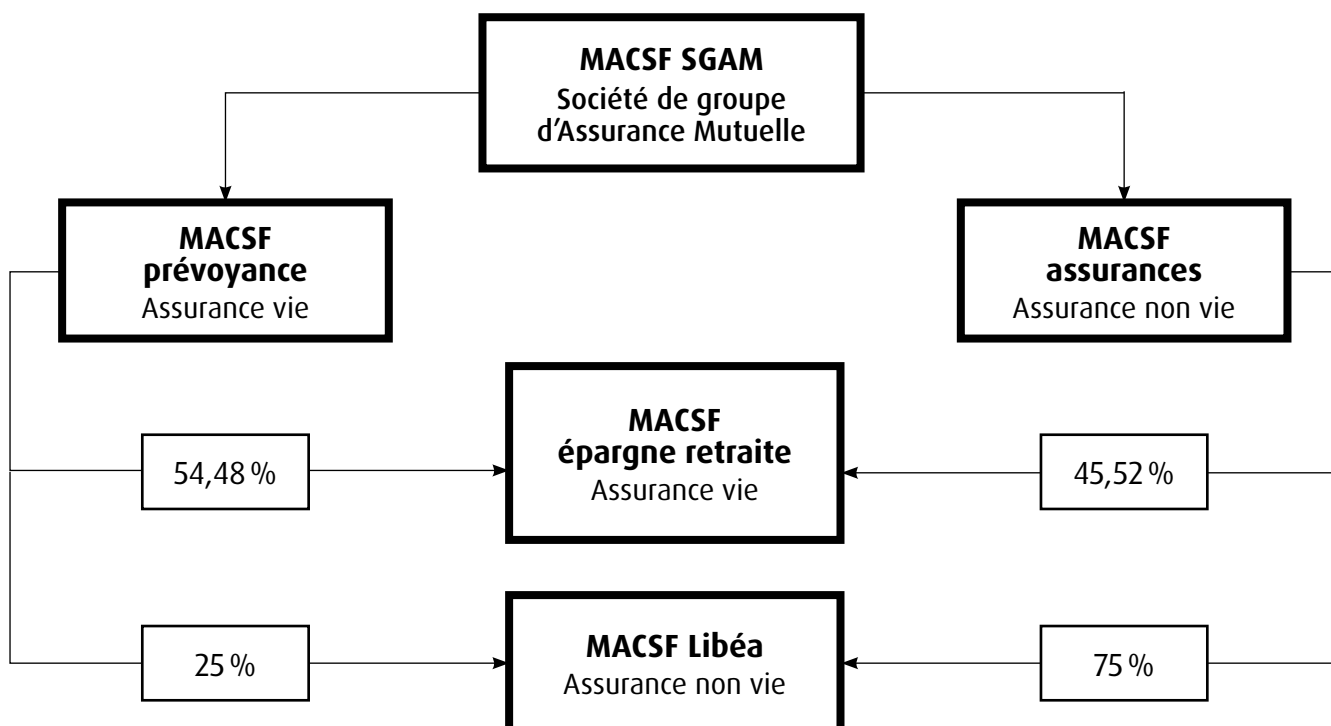 MACSF SGAM
Société de groupe
d’Assurance Mutuelle
MACSF
prévoyance
Assurance vie
MACSF
assurances
Assurance non vie
MACSF
épargne retraite
Assurance vie
54,48 %
45,52 %
MACSF Libéa
Assurance non vie
25 %
75 %